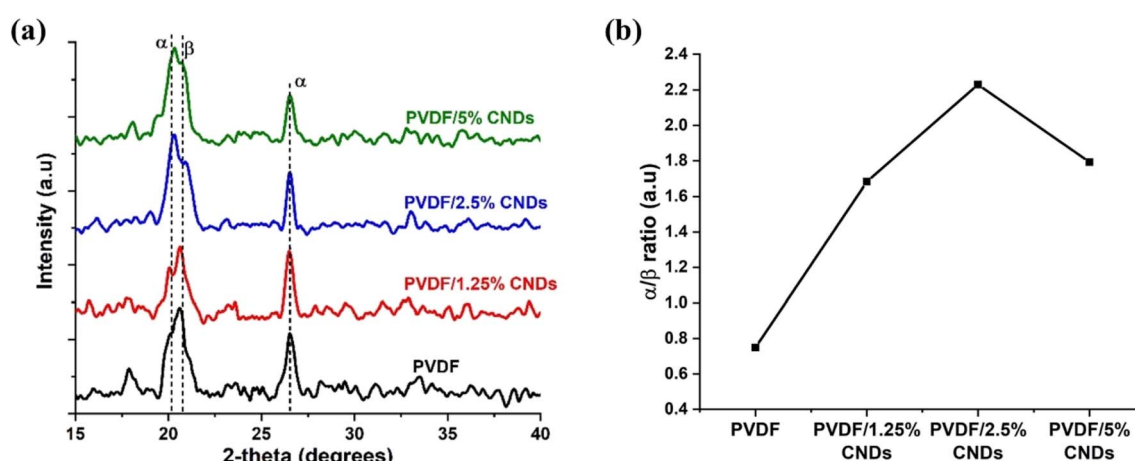 (a)
α
β
α
PVDF/5% CNDs
PVDF/2.5% CNDs
PVDF/1.25% CNDs
PVDF
Intensity (a.u)
15 20 25 30 35 40
2-theta (degrees)
(b)
2.4
2.2
2.0
1.8
1.6
1.4
1.2
1.0
0.8
0.6
0.4
α/β ratio (a.u)
PVDF PVDF/1.25% PVDF/2.5% PVDF/5%
CNDs CNDs CNDs